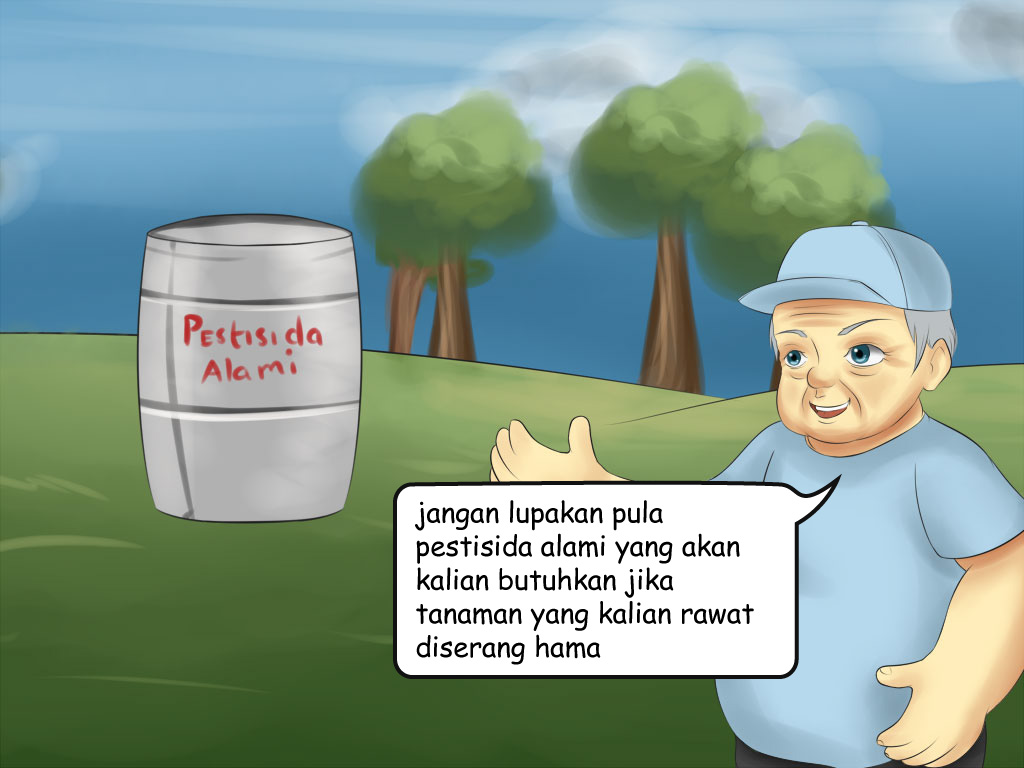 Pestisida
Alami
jangan lupakan pula
pestisida alami yang akan
kalian butuhkan jika
tanaman yang kalian rawat
diserang hama